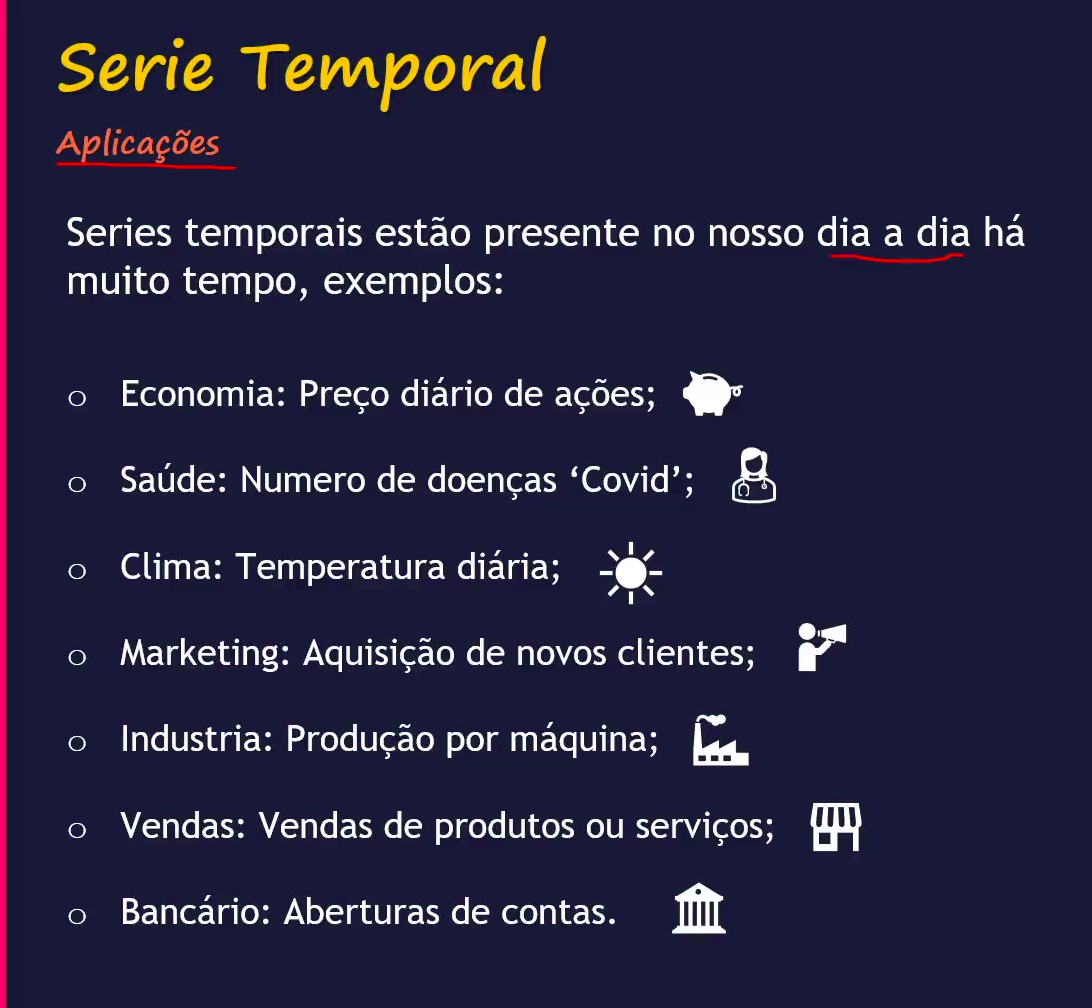 Serie Temporal
Aplicações
Series temporais estão presente no nosso dia a dia há
muito tempo, exemplos:
o Economia: Preço diário de ações;
o Saúde: Numero de doenças ‘Covid’;
o Clima: Temperatura diária;
o Marketing: Aquisição de novos clientes;
o Industria: Produção por máquina;
o Vendas: Vendas de produtos ou serviços;
o Bancário: Aberturas de contas.